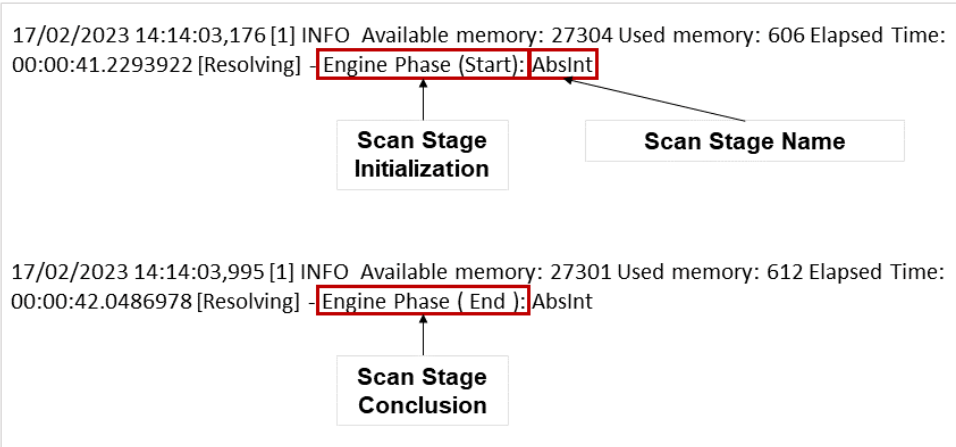 17/02/2023 14:14:03,176 [1] INFO  Available memory: 27304 Used memory: 606 Elapsed Time:
00:00:41.2293922 [Resolving] - Engine Phase (Start): AbsInt
Scan Stage
Initialization
Scan Stage Name
17/02/2023 14:14:03,995 [1] INFO  Available memory: 27301 Used memory: 612 Elapsed Time:
00:00:42.0486978 [Resolving] - Engine Phase ( End ): AbsInt
Scan Stage
Conclusion